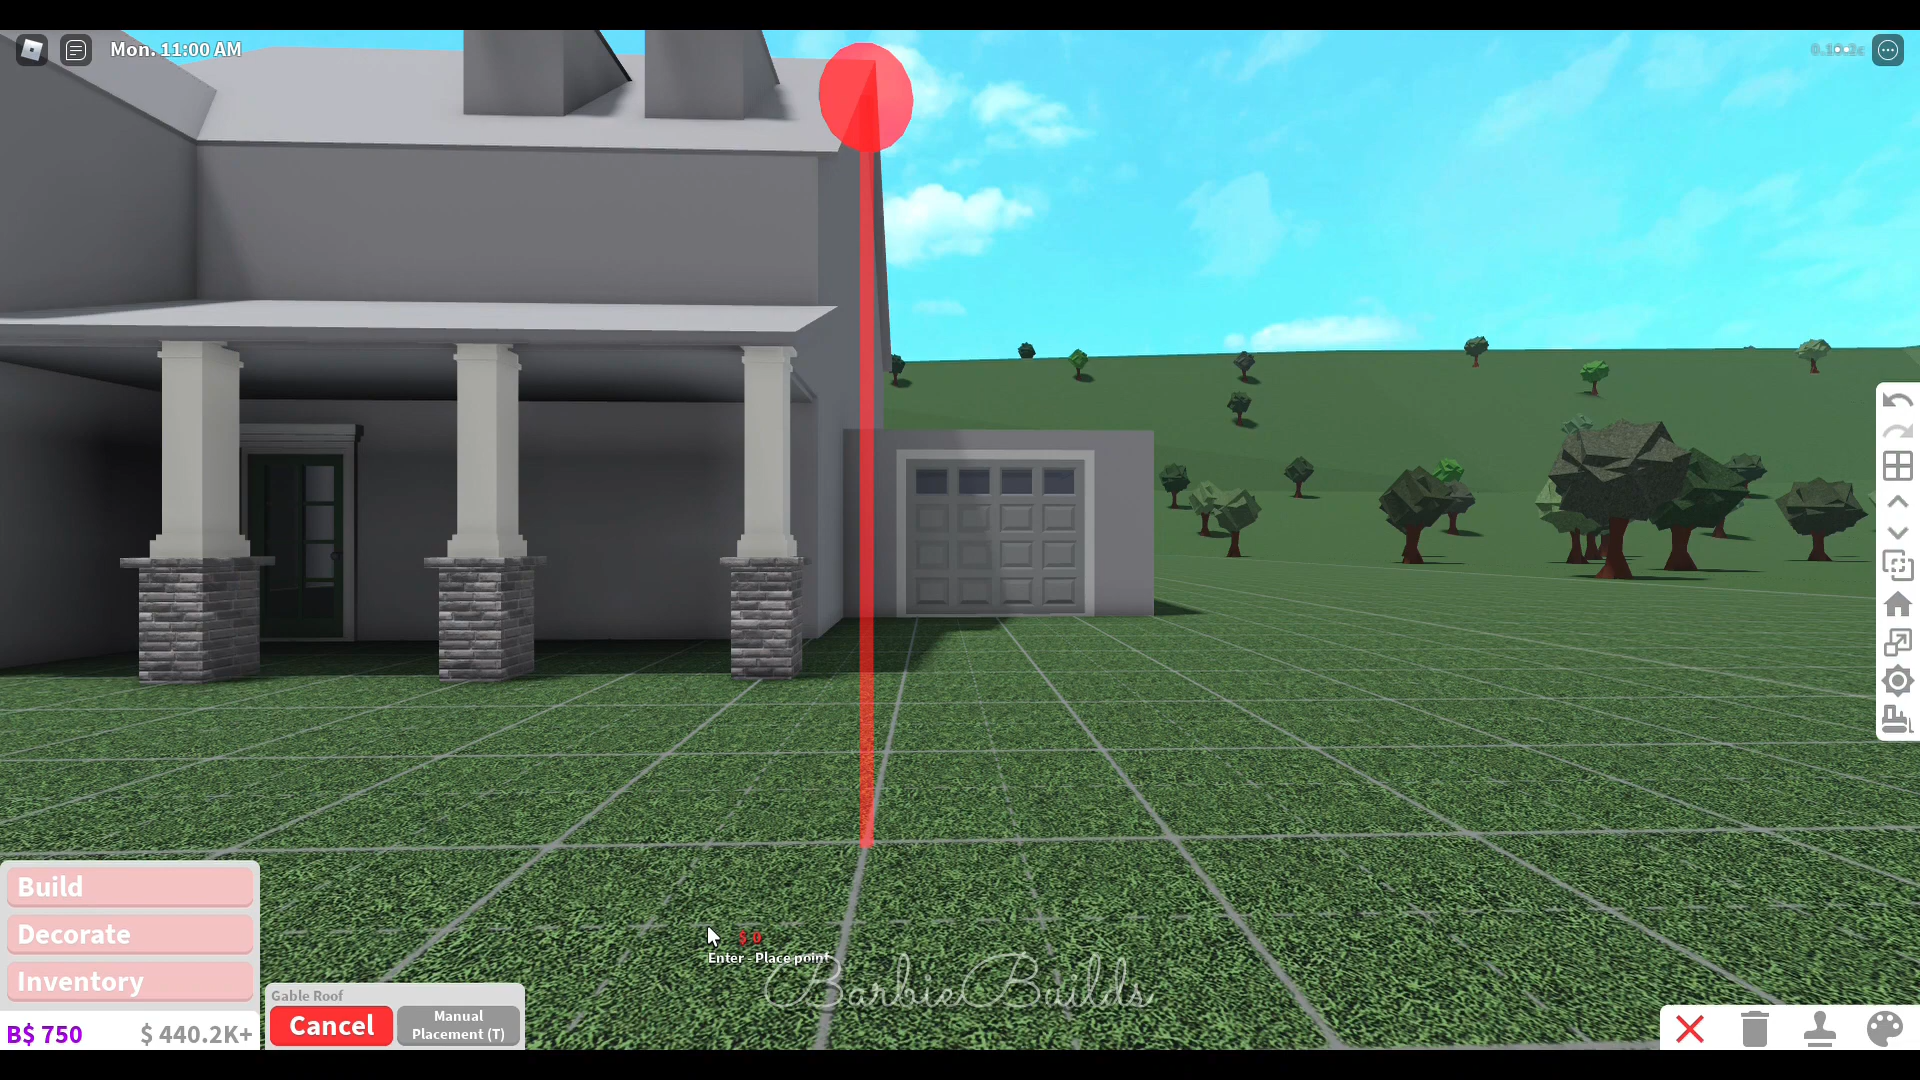 Mon. 11:00 AM
Build
Decorate
Inventory
B$ 750
$ 440.2K+
Gable Roof
Cancel
Manual
Placement (T)
$ 0
Enter - Place point
BarbieBuilds